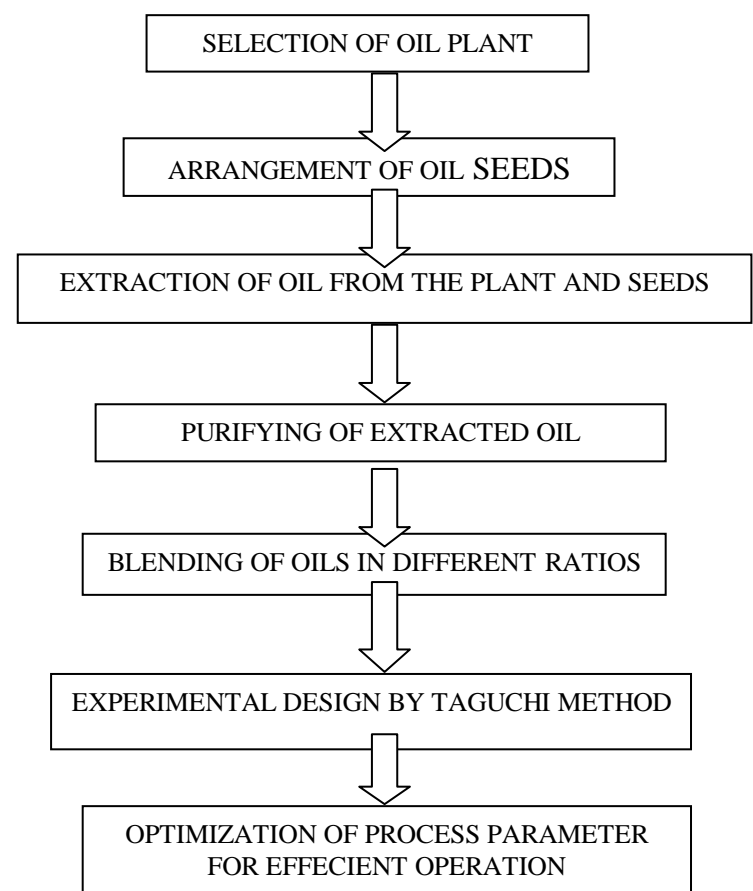 SELECTION OF OIL PLANT
ARRANGEMENT OF OIL SEEDS
EXTRACTION OF OIL FROM THE PLANT AND SEEDS
PURIFYING OF EXTRACTED OIL
BLENDING OF OILS IN DIFFERENT RATIOS
EXPERIMENTAL DESIGN BY TAGUCHI METHOD
OPTIMIZATION OF PROCESS PARAMETER
FOR EFFECIENT OPERATION